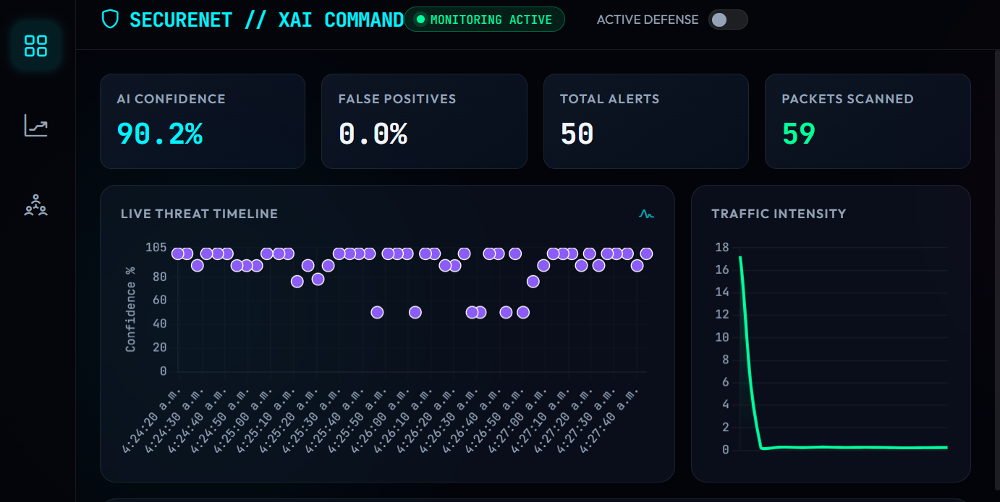 SECURENET // XAI COMMAND
MONITORING ACTIVE
ACTIVE DEFENSE
AI CONFIDENCE
90.2%
FALSE POSITIVES
0.0%
TOTAL ALERTS
50
PACKETS SCANNED
59
LIVE THREAT TIMELINE
Confidence %
105
80
60
40
20
0
4:24:20 a.m.
4:24:30 a.m.
4:24:40 a.m.
4:24:50 a.m.
4:25:00 a.m.
4:25:10 a.m.
4:25:20 a.m.
4:25:30 a.m.
4:25:40 a.m.
4:25:50 a.m.
4:26:00 a.m.
4:26:10 a.m.
4:26:20 a.m.
4:26:30 a.m.
4:26:40 a.m.
4:26:50 a.m.
4:27:00 a.m.
4:27:10 a.m.
4:27:20 a.m.
4:27:30 a.m.
4:27:40 a.m.
TRAFFIC INTENSITY
18
16
14
12
10
8
6
4
2
0